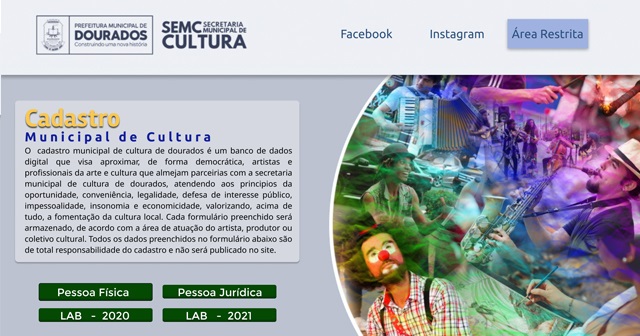 PREFEITURA MUNICIPAL DE
DOURADOS
Construindo uma nova história
SEMC SECRETARIA
MUNICIPAL DE
CULTURA
Facebook
Instagram
Área Restrita
Cadastro
Municipal de Cultura
O cadastro municipal de cultura de dourados é um banco de dados
digital que visa aproximar, de forma democrática, artistas e
profissionais da arte e cultura que almejam parcerias com a secretaria
municipal de cultura de dourados, atendendo aos principios da
oportunidade, conveniência, legalidade, defesa de interesse público,
impessoalidade, insonomia e economicidade, valorizando, acima de
tudo, a fomentação da cultura local. Cada formulário preenchido será
armazenado, de acordo com a área de atuação do artista, produtor ou
coletivo cultural. Todos os dados preenchidos no formulário abaixo são
de total responsabilidade do cadastro e não será publicado no site.
Pessoa Física
Pessoa Jurídica
LAB - 2020
LAB - 2021